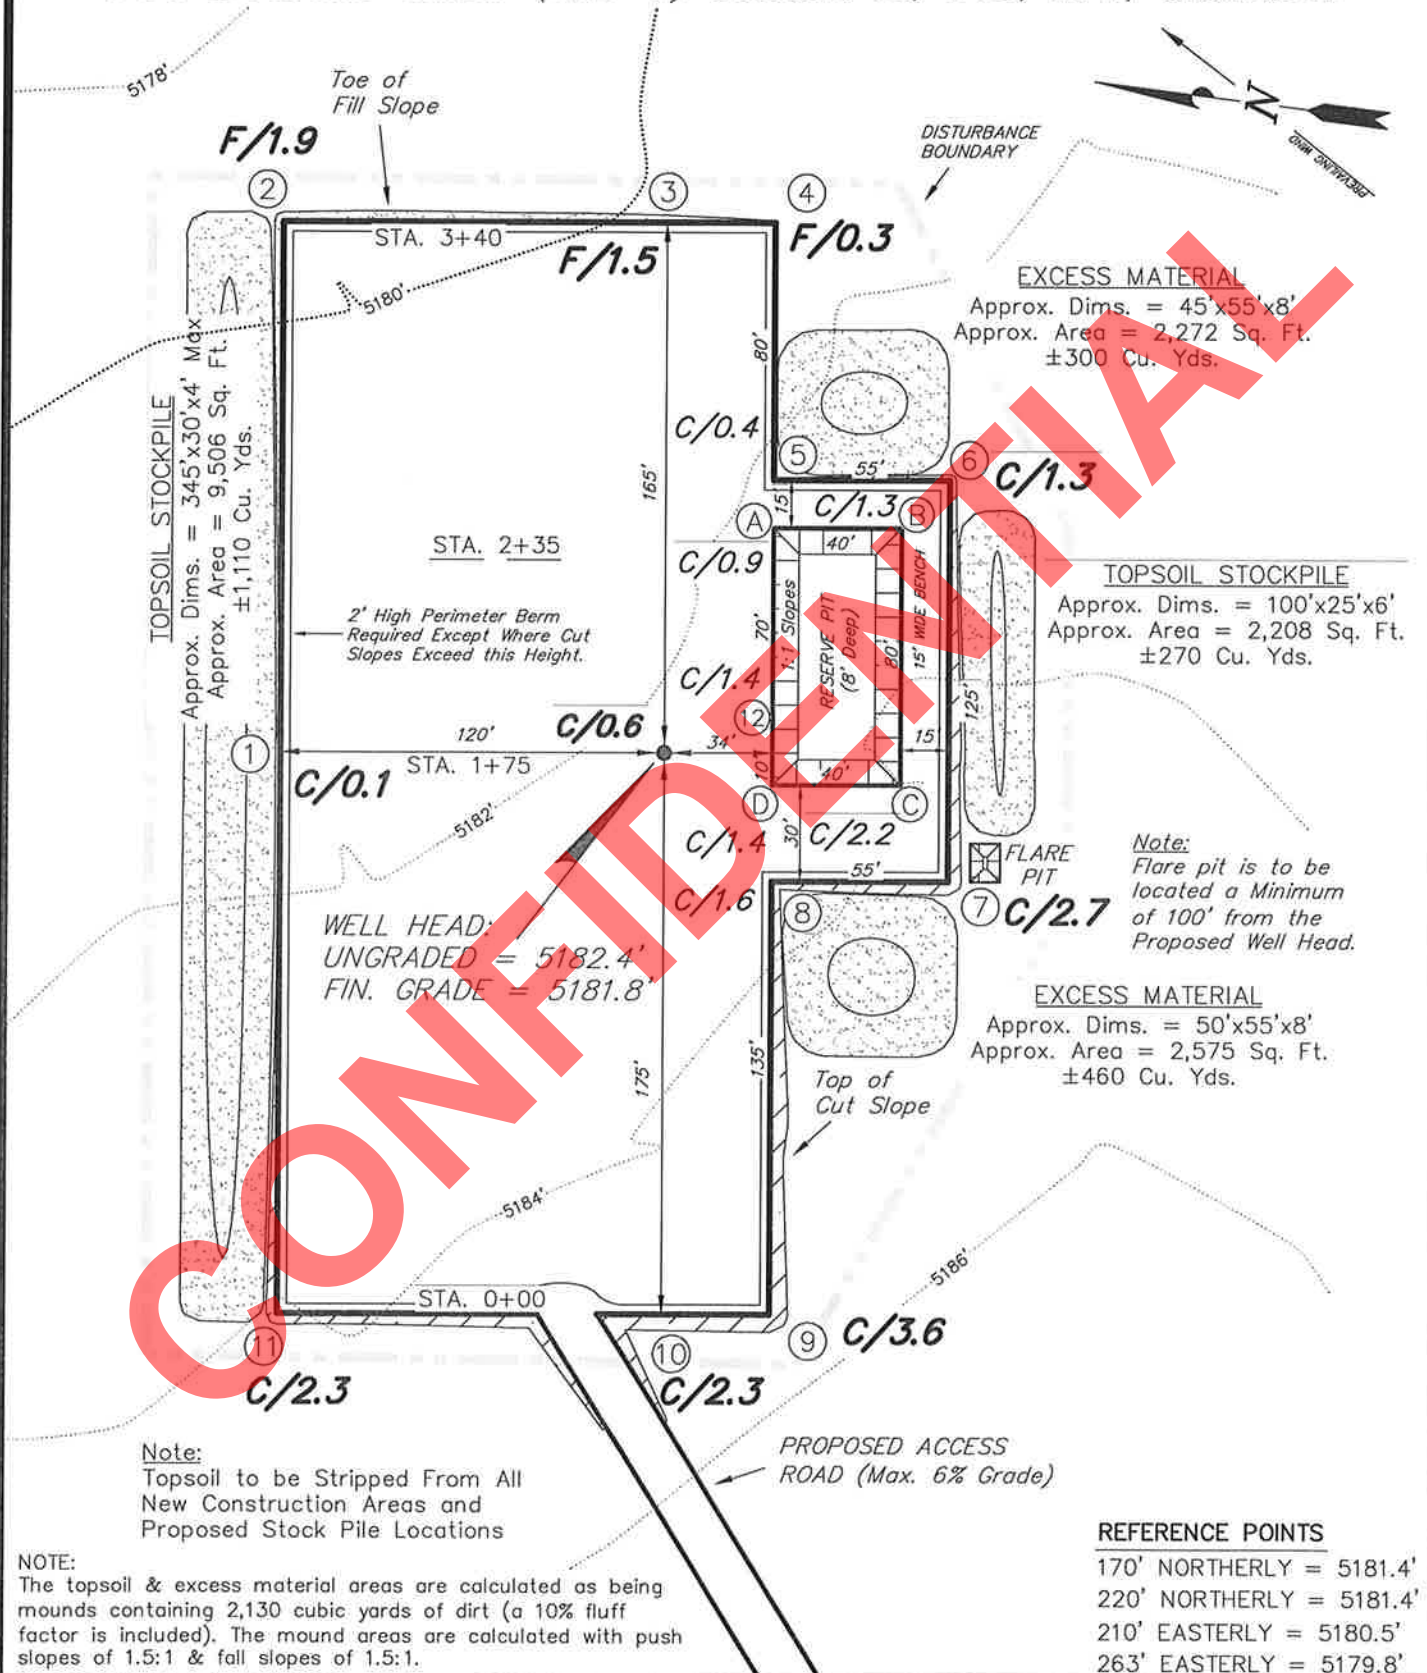 5178'
Toe of
Fill Slope
F/1.9
DISTURBANCE
BOUNDARY
N
PREVAILING WIND
2
3
4
STA. 3+40
F/1.5
F/0.3
5180'
EXCESS MATERIAL
Approx. Dims. = 45'x55'x8'
Approx. Area = 2,272 Sq. Ft.
±300 Cu. Yds.
80'
TOPSOIL STOCKPILE
Approx. Dims. = 345'x30'x4' Max
Approx. Area = 9,506 Sq. Ft.
±1,110 Cu. Yds.
C/0.4
5
55'
6
C/1.3
165'
15'
C/1.3
A
B
STA. 2+35
40'
C/0.9
TOPSOIL STOCKPILE
Approx. Dims. = 100'x25'x6'
Approx. Area = 2,208 Sq. Ft.
±270 Cu. Yds.
2' High Perimeter Berm
Required Except Where Cut
Slopes Exceed this Height.
70'
1:1 Slopes
RESERVE PIT
(8' Deep)
80'
15' WIDE BENCH
C/1.4
125'
12
C/0.6
120'
34'
15'
1
STA. 1+75
C/0.1
10'
40'
D
C
5182'
C/1.4
30'
C/2.2
FLARE
PIT
Note:
Flare pit is to be
located a Minimum
of 100' from the
Proposed Well Head.
55'
C/1.6
8
7
C/2.7
WELL HEAD:
UNGRADED = 5182.4'
FIN. GRADE = 5181.8'
EXCESS MATERIAL
Approx. Dims. = 50'x55'x8'
Approx. Area = 2,575 Sq. Ft.
±460 Cu. Yds.
175'
135'
Top of
Cut Slope
5184'
5186'
STA. 0+00
11
10
9
C/3.6
C/2.3
C/2.3
CONFIDENTIAL
PROPOSED ACCESS
ROAD (Max. 6% Grade)
Note:
Topsoil to be Stripped From All
New Construction Areas and
Proposed Stock Pile Locations
NOTE:
The topsoil & excess material areas are calculated as being
mounds containing 2,130 cubic yards of dirt (a 10% fluff
factor is included). The mound areas are calculated with push
slopes of 1.5:1 & fall slopes of 1.5:1.
REFERENCE POINTS
170' NORTHERLY = 5181.4'
220' NORTHERLY = 5181.4'
210' EASTERLY = 5180.5'
263' EASTERLY = 5179.8'